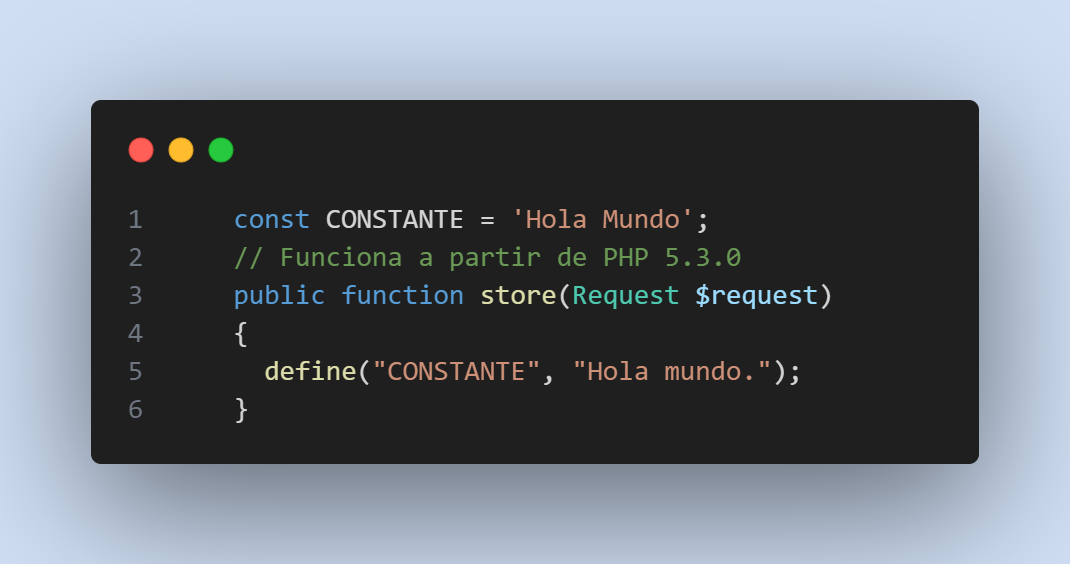 1 const CONSTANTE = 'Hola Mundo';
2 // Funciona a partir de PHP 5.3.0
3 public function store(Request $request)
4 {
5 define("CONSTANTE", "Hola mundo.");
6 }